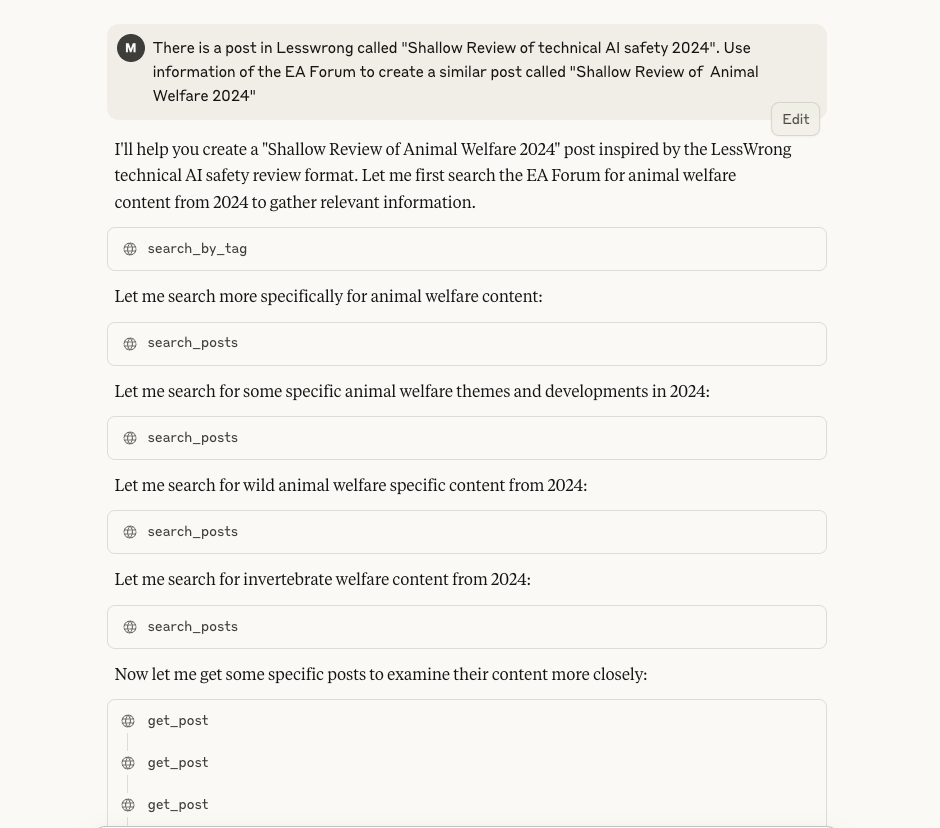 M
There is a post in Lesswrong called "Shallow Review of technical AI safety 2024". Use
information of the EA Forum to create a similar post called "Shallow Review of  Animal
Welfare 2024"
Edit
I'll help you create a "Shallow Review of Animal Welfare 2024" post inspired by the LessWrong
technical AI safety review format. Let me first search the EA Forum for animal welfare
content from 2024 to gather relevant information.
search_by_tag
Let me search more specifically for animal welfare content:
search_posts
Let me search for some specific animal welfare themes and developments in 2024:
search_posts
Let me search for wild animal welfare specific content from 2024:
search_posts
Let me search for invertebrate welfare content from 2024:
search_posts
Now let me get some specific posts to examine their content more closely:
get_post
get_post
get_post